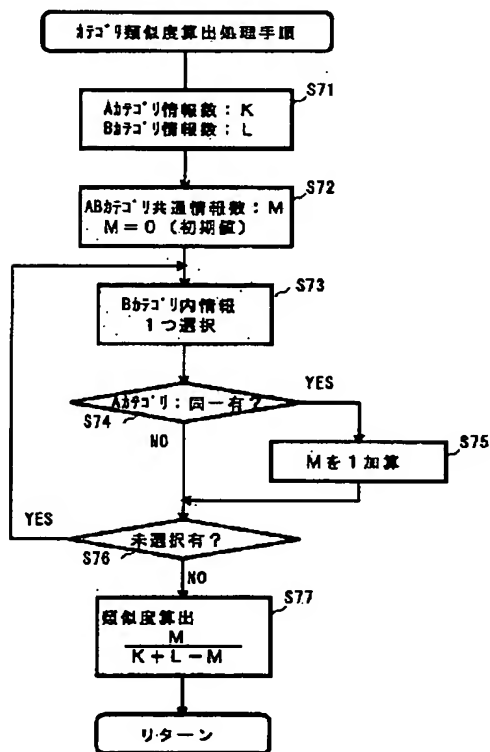 カテゴリ類似度算出処理手順
S71
Aカテゴリ情報数：K
Bカテゴリ情報数：L
S72
ABカテゴリ共通情報数：M
M＝0（初期値）
S73
Bカテゴリ内情報
1つ選択
Aカテゴリ：同一有？
YES
S74
NO
S75
Mを1加算
YES
未選択有？
S76
NO
S77
類似度算出
M
K＋L－M
リターン